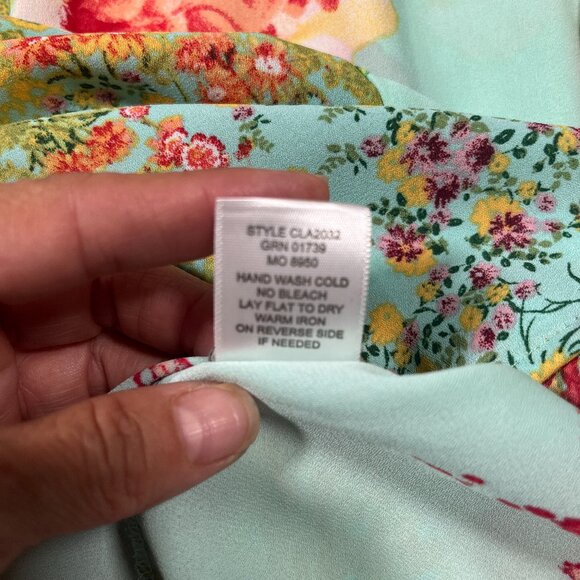 STYLE CLA2032
GRN 01739
MO 8950
HAND WASH COLD
NO BLEACH
LAY FLAT TO DRY
WARM IRON
ON REVERSE SIDE
IF NEEDED